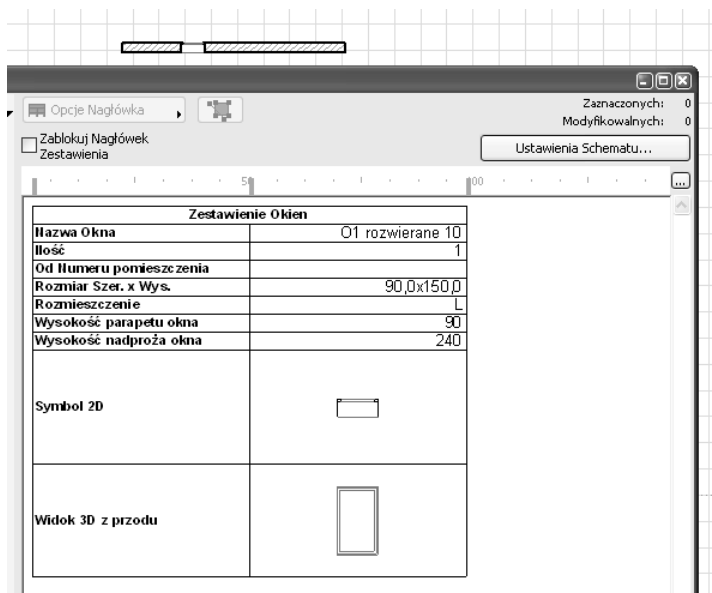 Opcje Nagłówka
Zaznaczonych: 0
Modyfikowalnych: 0
Zablokuj Nagłówek
Zestawienia
Ustawienia Schematu...
50
100
...
Zestawienie Okien
Nazwa Okna O1 rozwierane 10
Ilość 1
Od Numeru pomieszczenia
Rozmiar Szer. x Wys. 90,0x150,0
Rozmieszczenie L
Wysokość parapetu okna 90
Wysokość nadproża okna 240
Symbol 2D
Widok 3D z przodu